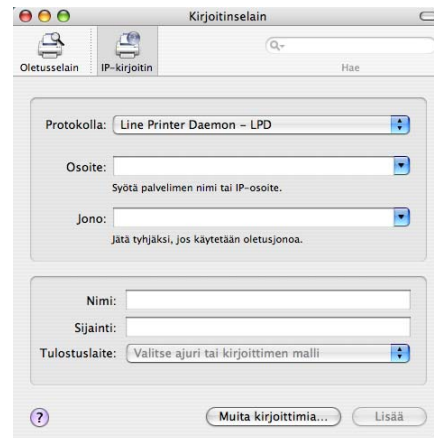 Kirjoitinselain
Oletusselain IP-kirjoitin Hae
Protokolla: Line Printer Daemon – LPD
Osoite:
Syötä palvelimen nimi tai IP-osoite.
Jono:
Jätä tyhjäksi, jos käytetään oletusjonoa.
Nimi:
Sijainti:
Tulostuslaite: Valitse ajuri tai kirjoittimen malli
? Muita kirjoittimia... Lisää